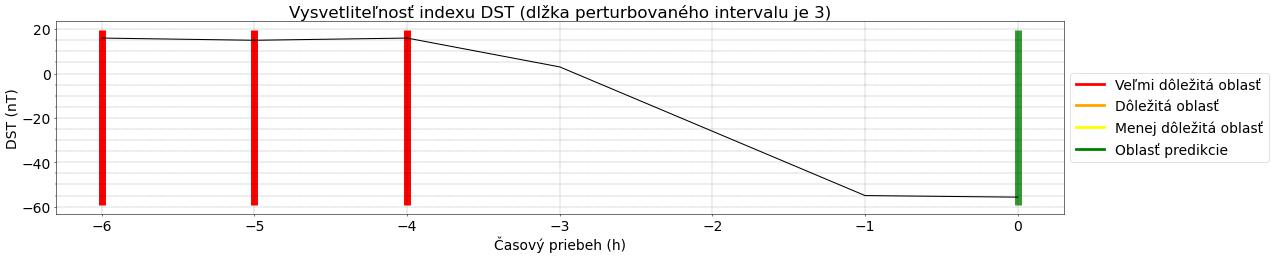 Vysvetliteľnosť indexu DST (dlžka perturbovaného intervalu je 3)
20
0
−20
−40
−60
DST (nT)
−6 −5 −4 −3 −2 −1 0
Časový priebeh (h)
Veľmi dôležitá oblasť
Dôležitá oblasť
Menej dôležitá oblasť
Oblasť predikcie